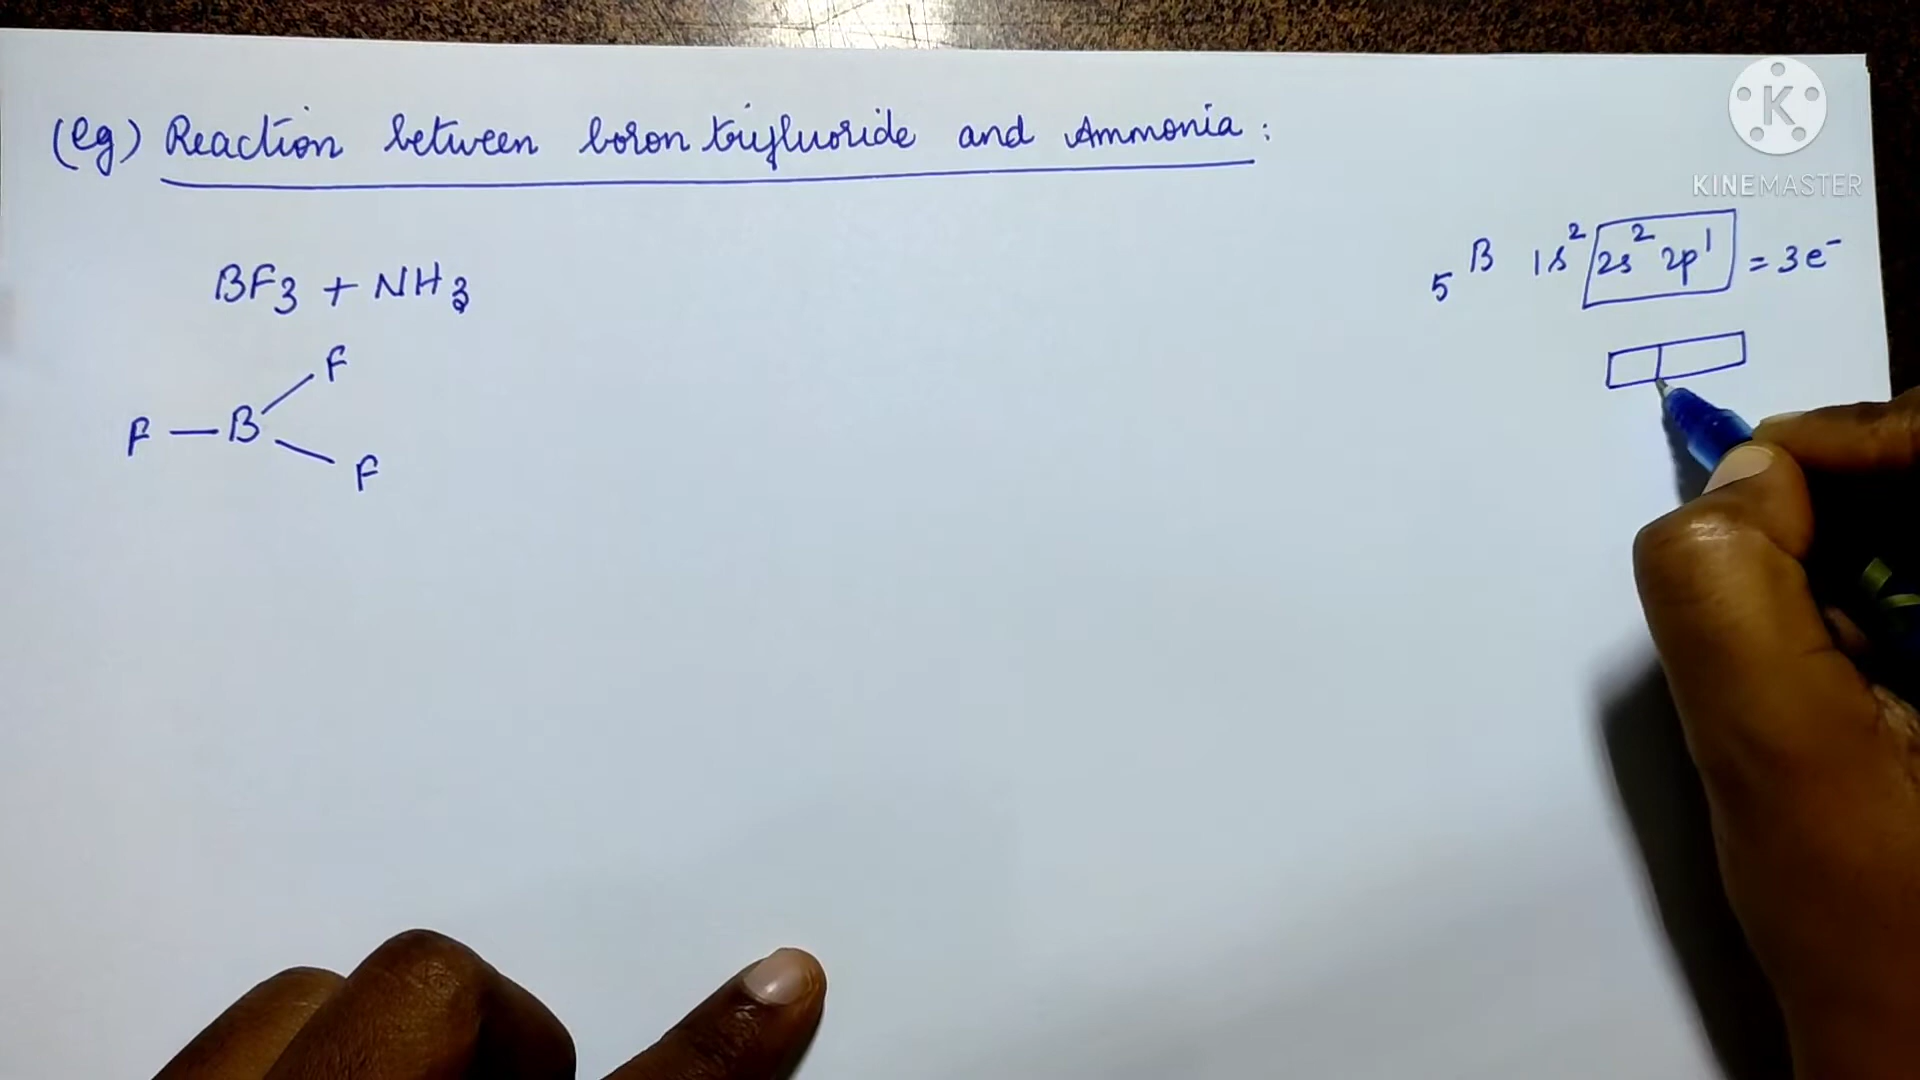 (eg) Reaction between boron trifluoride and Ammonia :
KINEMASTER
BF₃ + NH₃
₅B 1s² 2s² 2p¹ = 3e⁻
F
F — B
F